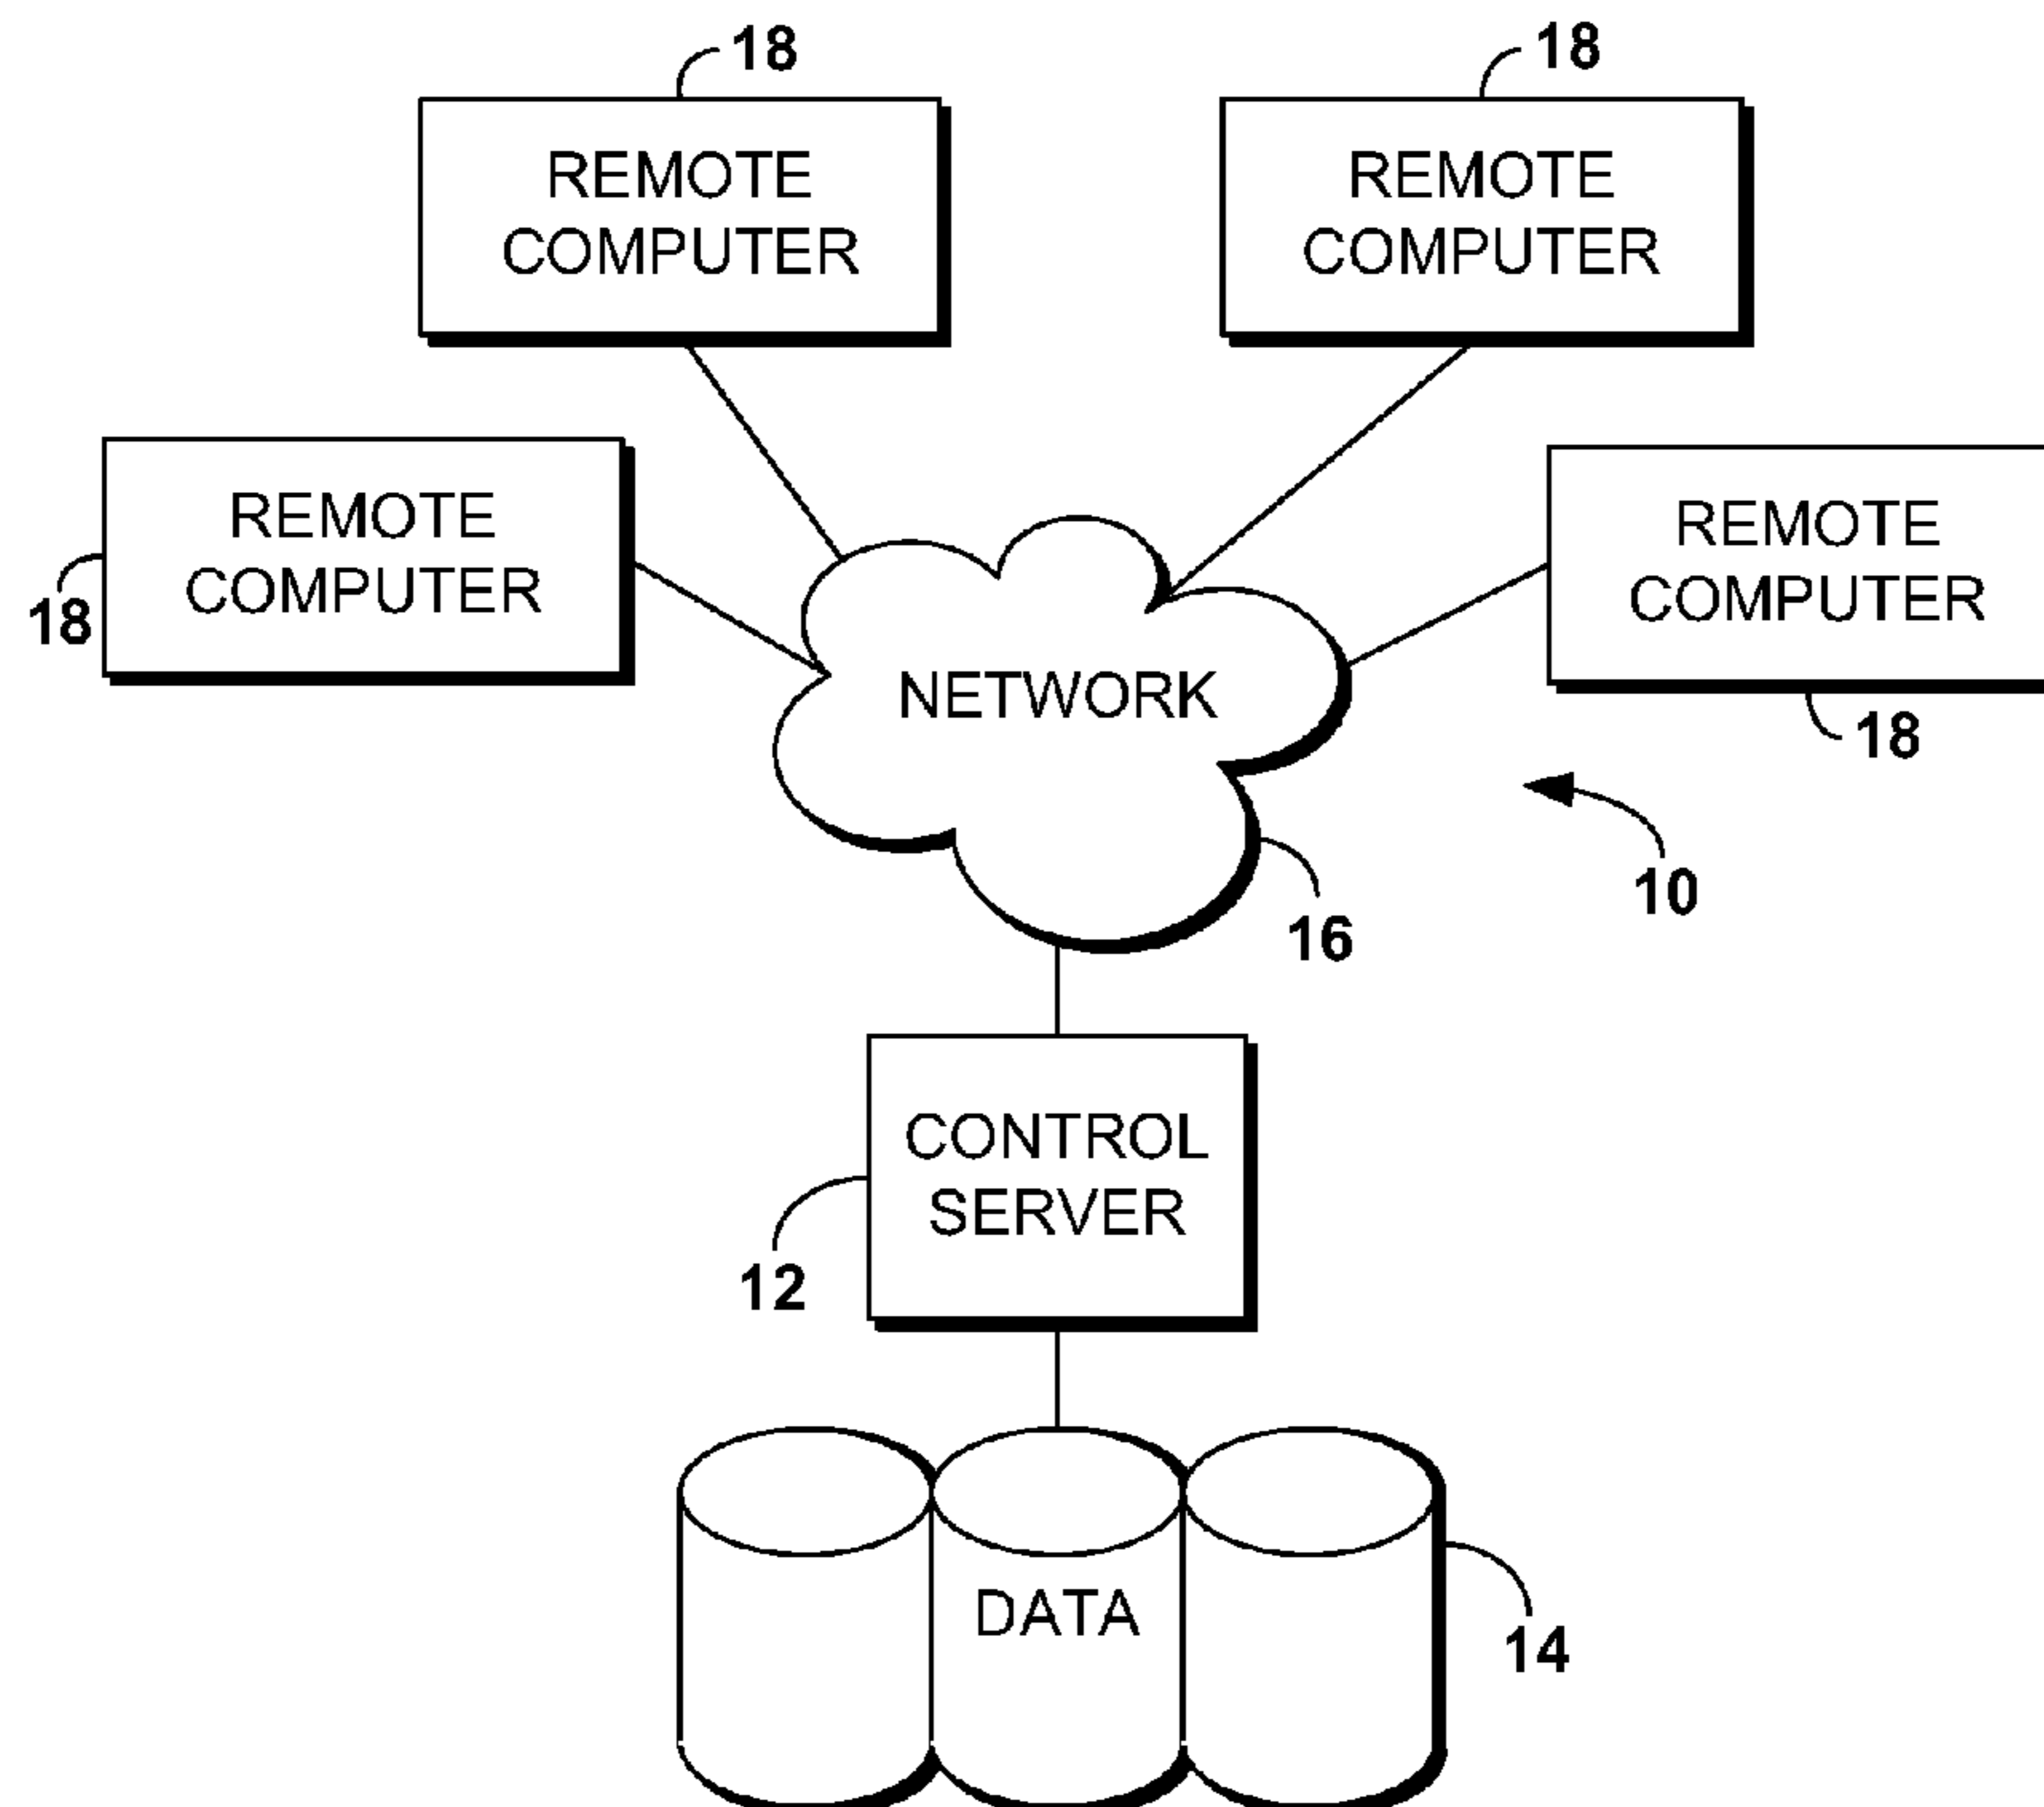 18
18
REMOTE
COMPUTER
REMOTE
COMPUTER
REMOTE
COMPUTER
18
REMOTE
COMPUTER
18
NETWORK
10
16
CONTROL
SERVER
12
DATA
14